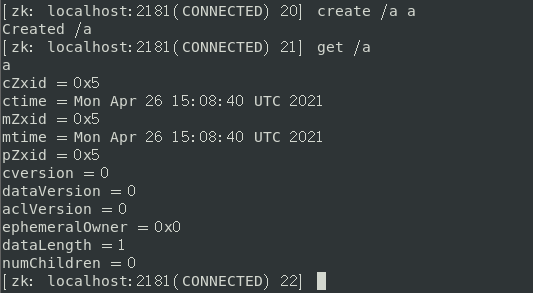 [zk: localhost:2181(CONNECTED) 20] create /a a
Created /a
[zk: localhost:2181(CONNECTED) 21] get /a
a
cZxid = 0x5
ctime = Mon Apr 26 15:08:40 UTC 2021
mZxid = 0x5
mtime = Mon Apr 26 15:08:40 UTC 2021
pZxid = 0x5
cversion = 0
dataVersion = 0
aclVersion = 0
ephemeralOwner = 0x0
dataLength = 1
numChildren = 0
[zk: localhost:2181(CONNECTED) 22]